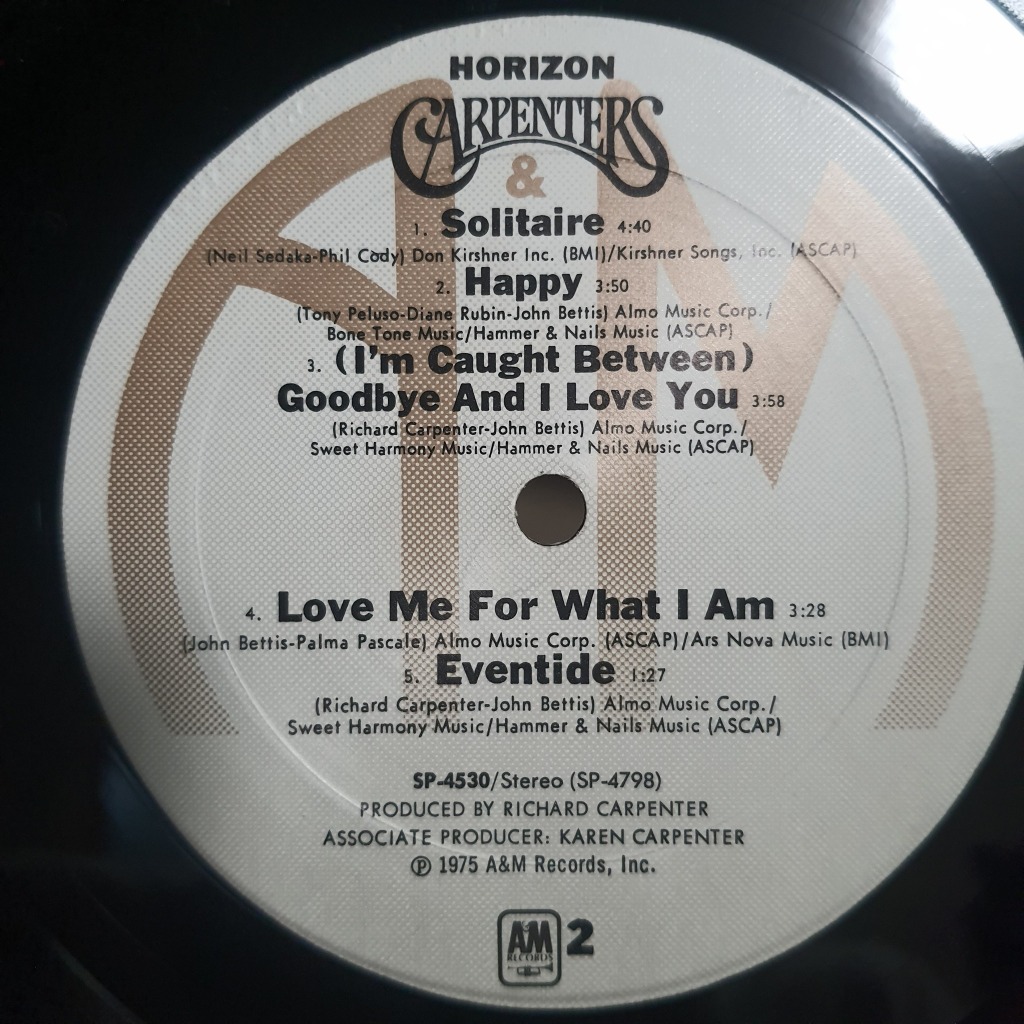 HORIZON
CARPENTERS
&
1. Solitaire 4:40
(Neil Sedaka-Phil Cody) Don Kirshner Inc. (BMI)/Kirshner Songs, Inc. (ASCAP)
2. Happy 3:50
(Tony Peluso-Diane Rubin-John Bettis) Almo Music Corp./
Bone Tone Music/Hammer & Nails Music (ASCAP)
3. (I'm Caught Between)
Goodbye And I Love You 3:58
(Richard Carpenter-John Bettis) Almo Music Corp./
Sweet Harmony Music/Hammer & Nails Music (ASCAP)
4. Love Me For What I Am 3:28
(John Bettis-Palma Pascale) Almo Music Corp. (ASCAP)/Ars Nova Music (BMI)
5. Eventide 1:27
(Richard Carpenter-John Bettis) Almo Music Corp./
Sweet Harmony Music/Hammer & Nails Music (ASCAP)
SP-4530/Stereo (SP-4798)
PRODUCED BY RICHARD CARPENTER
ASSOCIATE PRODUCER: KAREN CARPENTER
℗ 1975 A&M Records, Inc.
AM 2
RECORDS